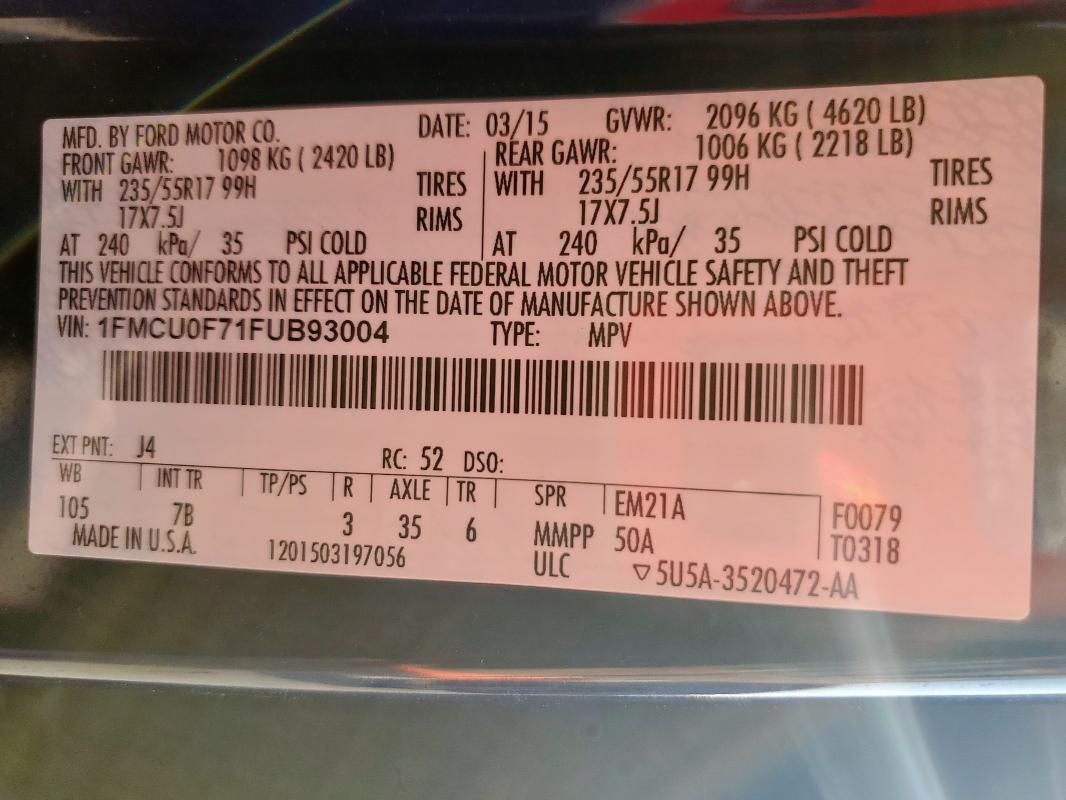 MFD. BY FORD MOTOR CO. DATE: 03/15 GVWR: 2096 KG ( 4620 LB)
FRONT GAWR: 1098 KG ( 2420 LB) REAR GAWR: 1006 KG ( 2218 LB)
WITH 235/55R17 99H TIRES WITH 235/55R17 99H TIRES
17X7.5J RIMS 17X7.5J RIMS
AT 240 kPa/ 35 PSI COLD AT 240 kPa/ 35 PSI COLD
THIS VEHICLE CONFORMS TO ALL APPLICABLE FEDERAL MOTOR VEHICLE SAFETY AND THEFT
PREVENTION STANDARDS IN EFFECT ON THE DATE OF MANUFACTURE SHOWN ABOVE.
VIN: 1FMCU0F71FUB93004 TYPE: MPV
EXT PNT: J4 RC: 52 DSO:
WB INT TR TP/PS R AXLE TR SPR EM21A F0079
105 7B 3 35 6 MMPP 50A T0318
MADE IN U.S.A. 1201503197056 ULC ▽5U5A-3520472-AA